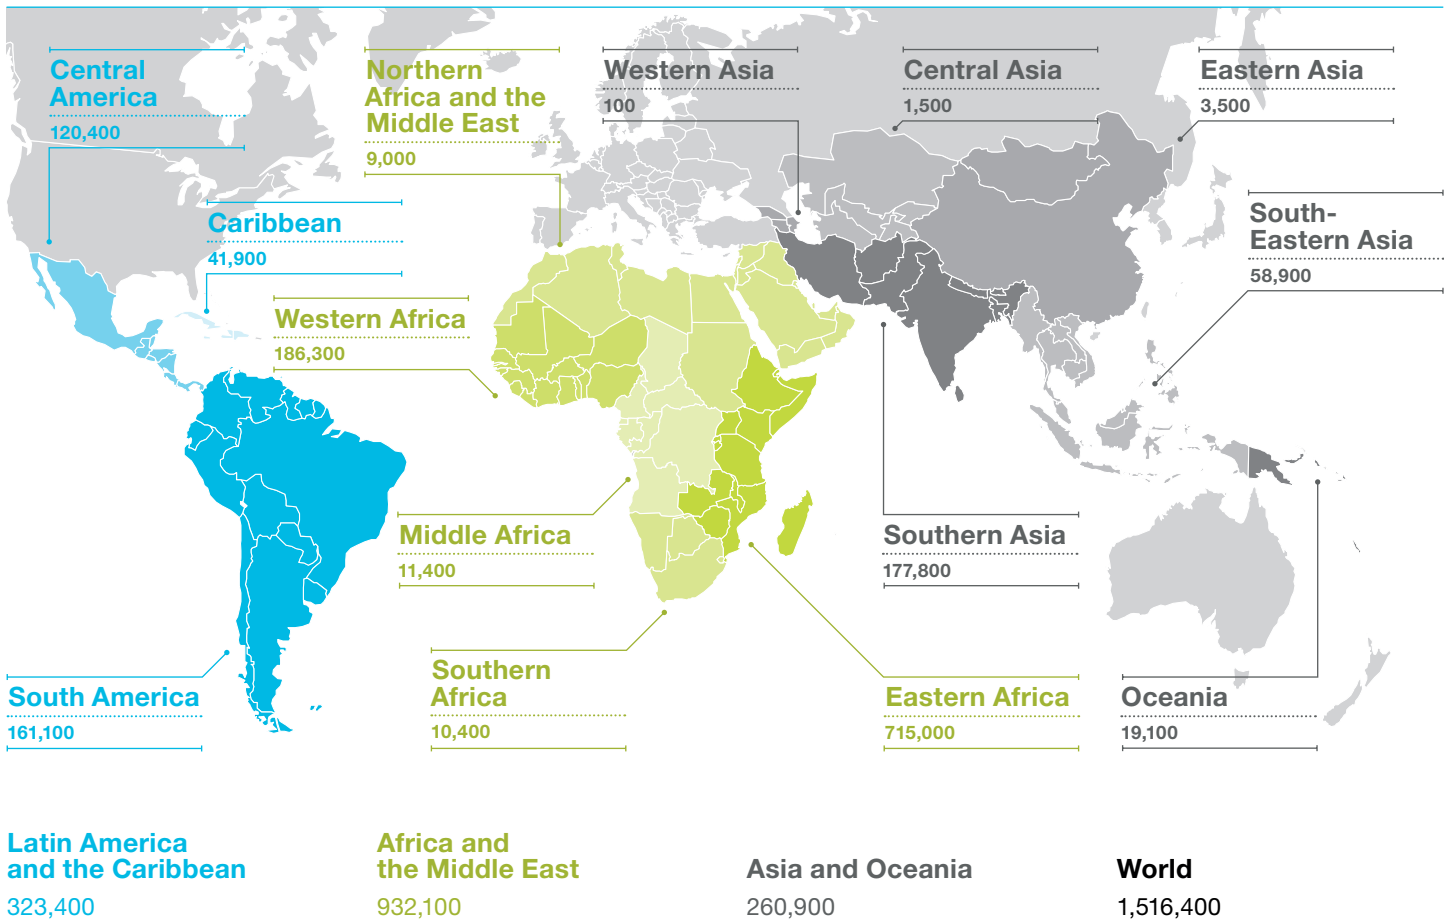 Central
America
120,400
Northern
Africa and the
Middle East
9,000
Western Asia
100
Central Asia
1,500
Eastern Asia
3,500
Caribbean
41,900
South-
Eastern Asia
58,900
Western Africa
186,300
Middle Africa
11,400
Southern Asia
177,800
South America
161,100
Southern
Africa
10,400
Eastern Africa
715,000
Oceania
19,100
Latin America
and the Caribbean
323,400
Africa and
the Middle East
932,100
Asia and Oceania
260,900
World
1,516,400